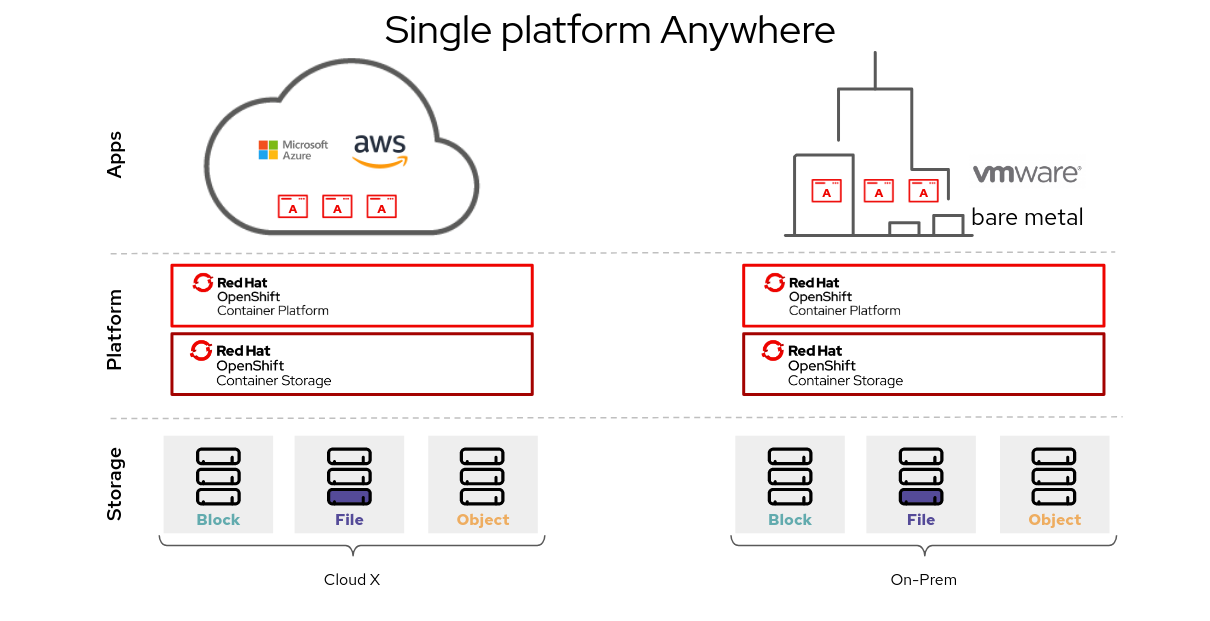 Single platform Anywhere
Apps
Microsoft
Azure
aws
A
A
A
A
A
A
vmware®
bare metal
Platform
Red Hat
OpenShift
Container Platform
Red Hat
OpenShift
Container Storage
Red Hat
OpenShift
Container Platform
Red Hat
OpenShift
Container Storage
Storage
Block
File
Object
Block
File
Object
Cloud X
On-Prem